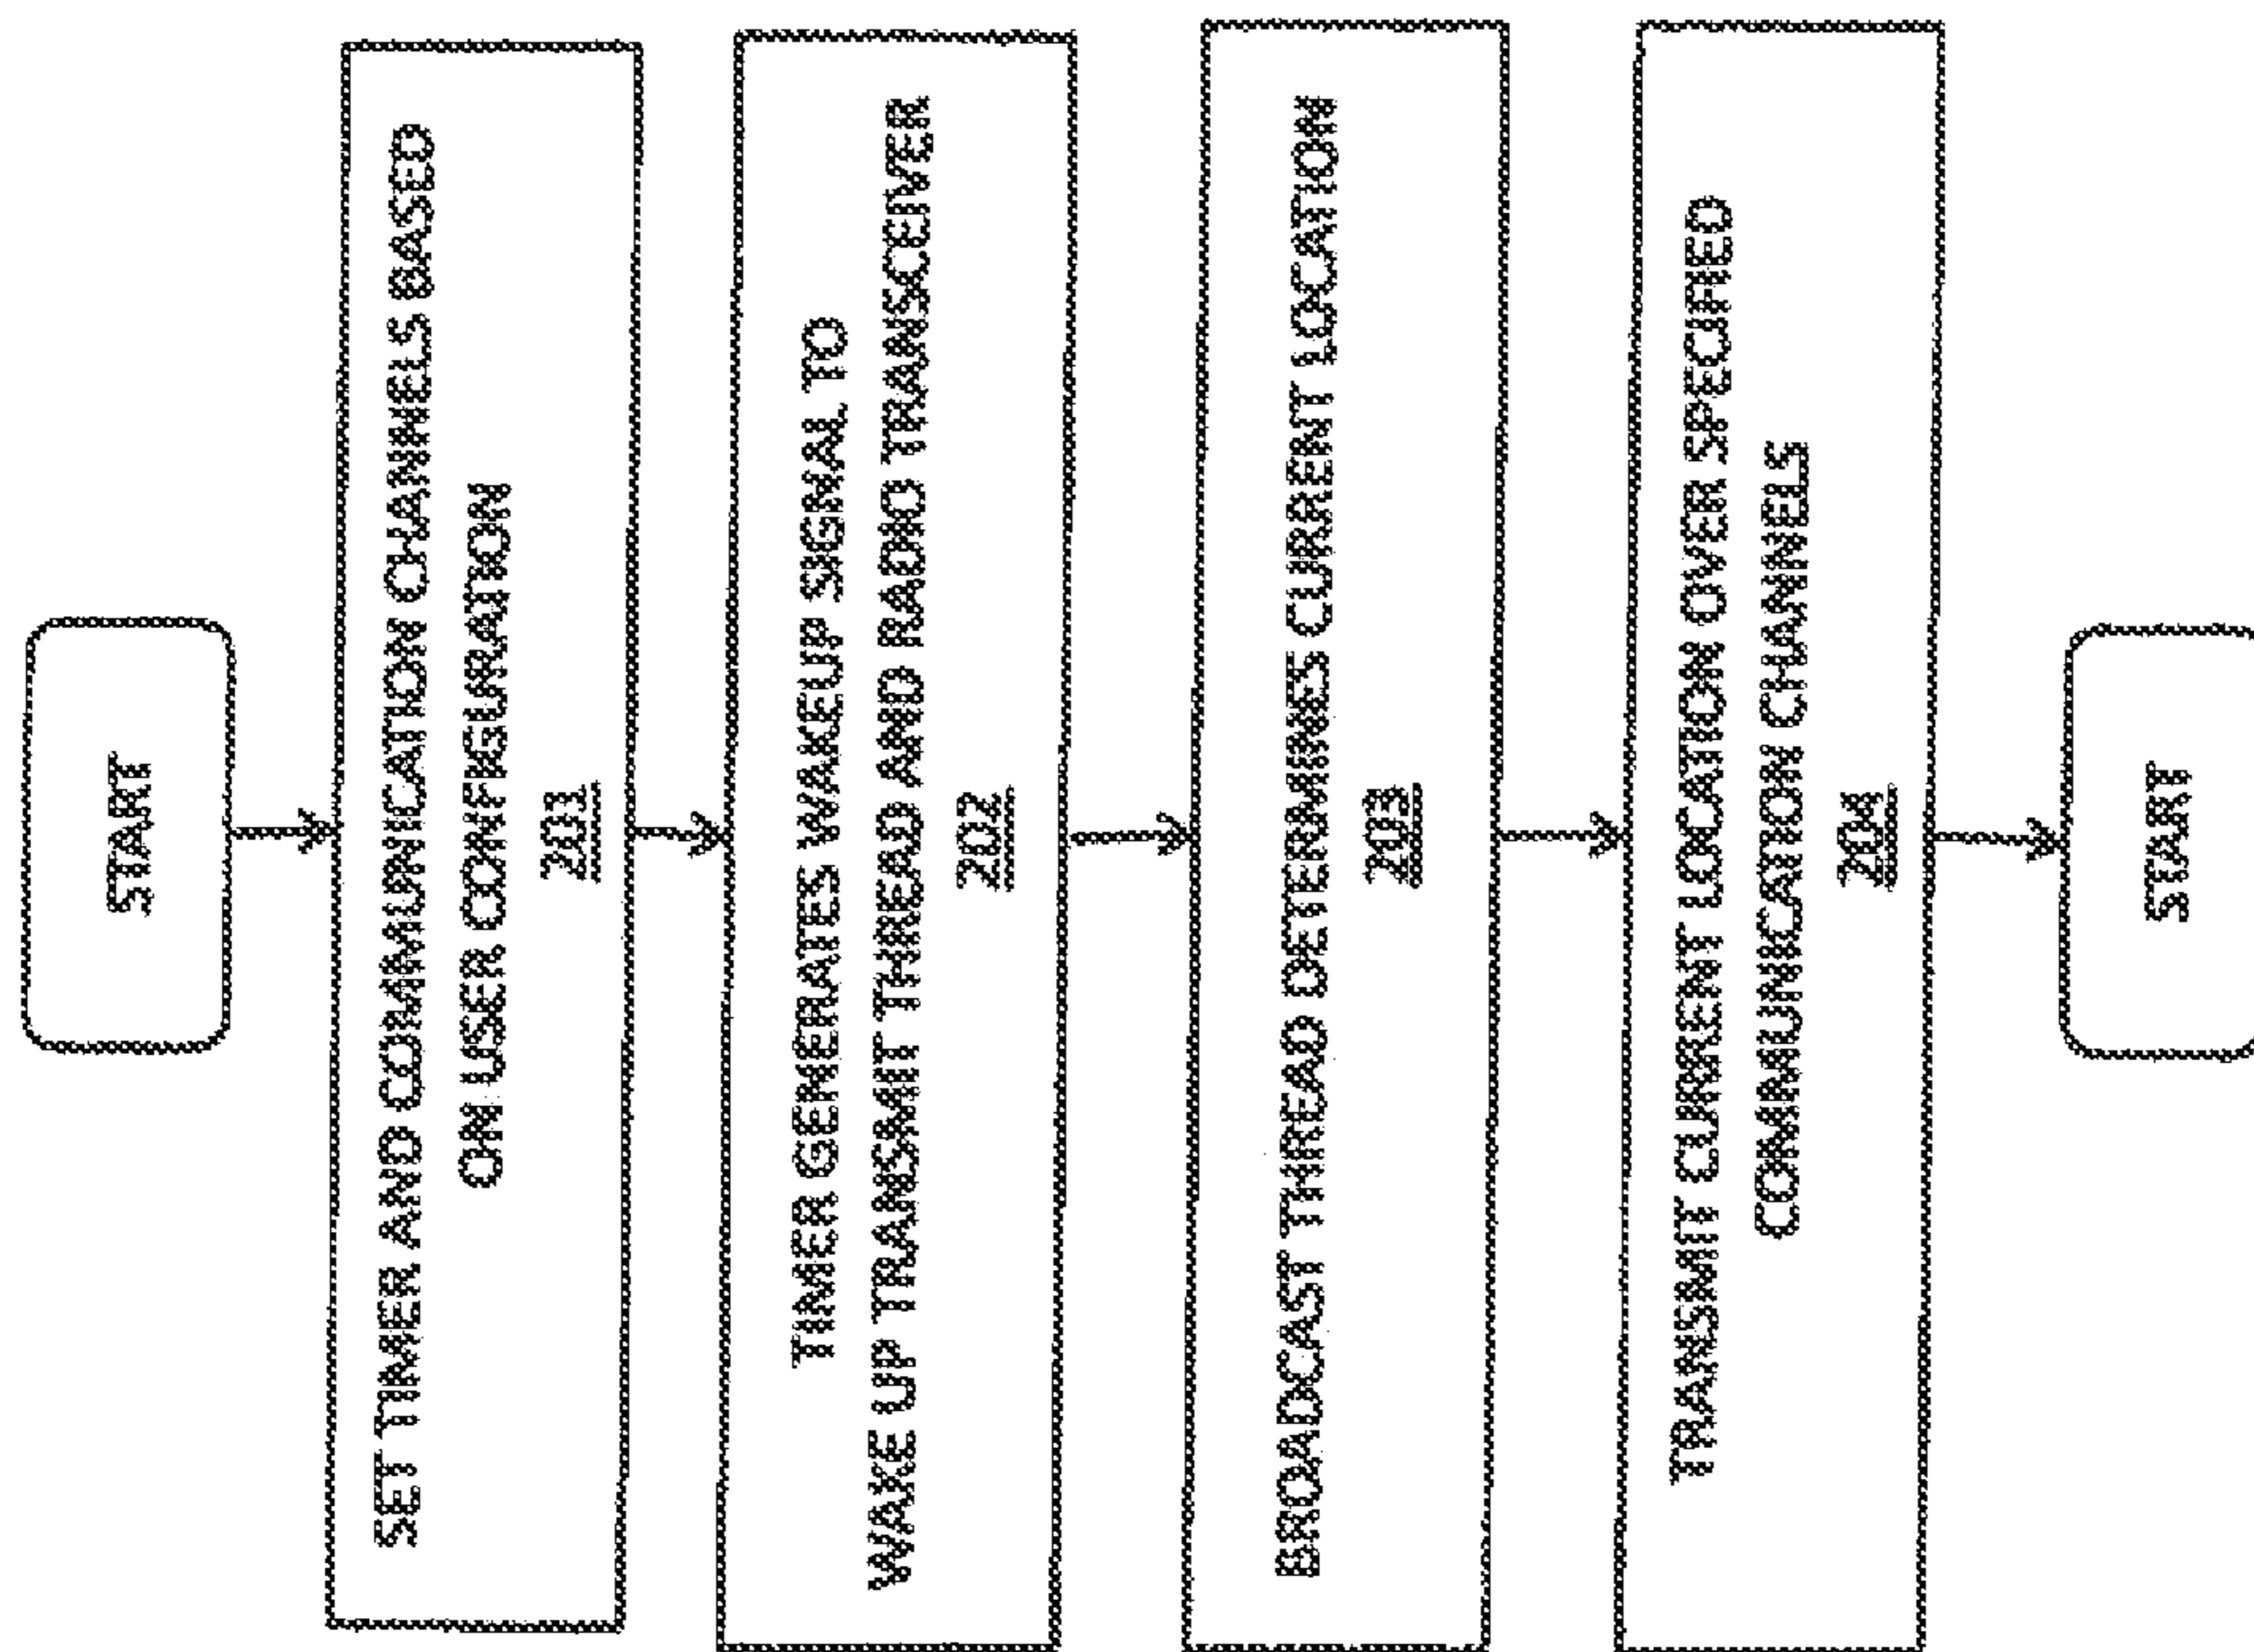 START
SET TIMER AND COMMUNICATION CHANNELS BASED
ON USER CONFIGURATION
201
TIMER GENERATES WAKEUP SIGNAL TO
WAKE UP TRANSMIT THREAD AND RADIO TRANSCEIVER
202
BROADCAST THREAD DETERMINES CURRENT LOCATION
203
TRANSMIT CURRENT LOCATION OVER SPECIFIED
COMMUNICATION CHANNELS
204
START